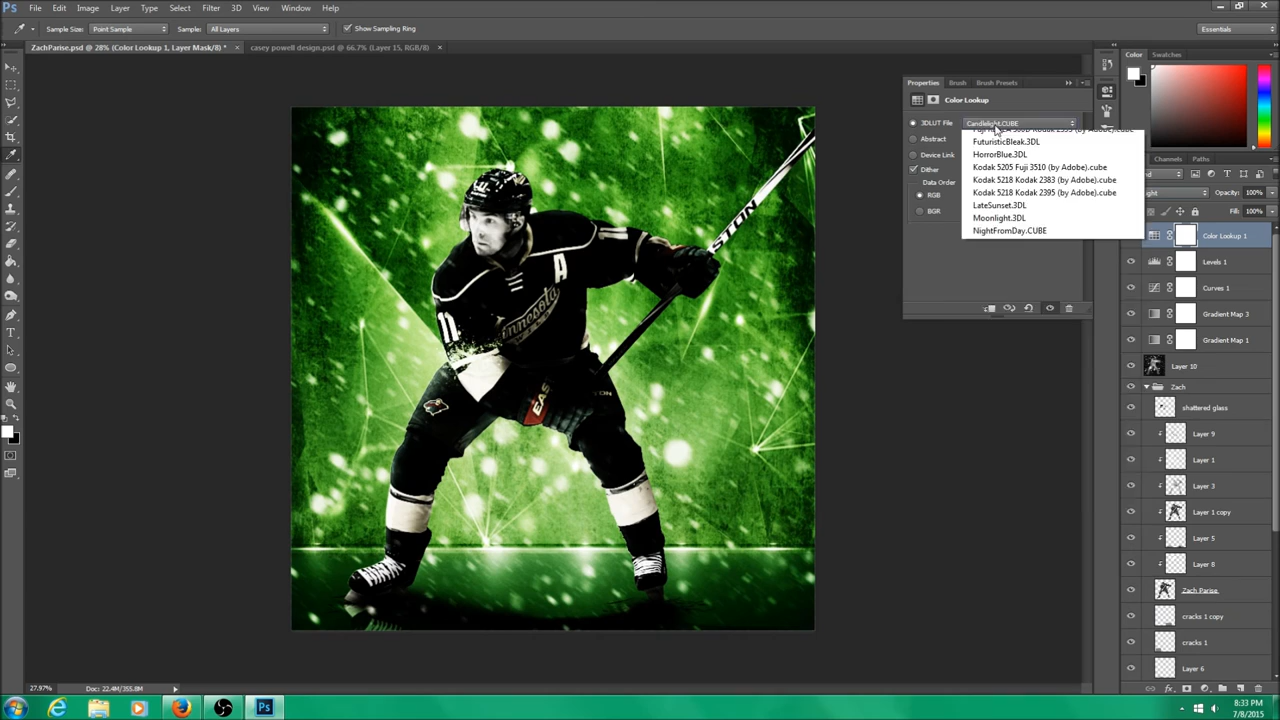 Ps File Edit Image Layer Type Select Filter 3D View Window Help
Sample Size: Point Sample Sample: All Layers Show Sampling Ring Essentials
ZachParise.psd @ 28% (Color Lookup 1, Layer Mask/8) * × casey powell design.psd @ 66.7% (Layer 15, RGB/8) ×
Color Swatches
Properties Brush Brush Presets
Color Lookup
3DLUT File Candlelight.CUBE
Abstract
Device Link
Dither
Data Order
RGB
BGR
FuturisticBleak.3DL
HorrorBlue.3DL
Kodak 5205 Fuji 3510 (by Adobe).cube
Kodak 5218 Kodak 2383 (by Adobe).cube
Kodak 5218 Kodak 2395 (by Adobe).cube
LateSunset.3DL
Moonlight.3DL
NightFromDay.CUBE
Channels Paths
Opacity: 100%
Fill: 100%
Color Lookup 1
Levels 1
Curves 1
Gradient Map 3
Gradient Map 1
Layer 10
Zach
shattered glass
Layer 9
Layer 1
Layer 3
Layer 1 copy
Layer 5
Layer 8
Zach Parise
cracks 1 copy
cracks 1
Layer 6
STON
A
11
Minnesota
EAS
TON
27.97% Doc: 22.4M/355.8M
Ps
8:33 PM
7/8/2015